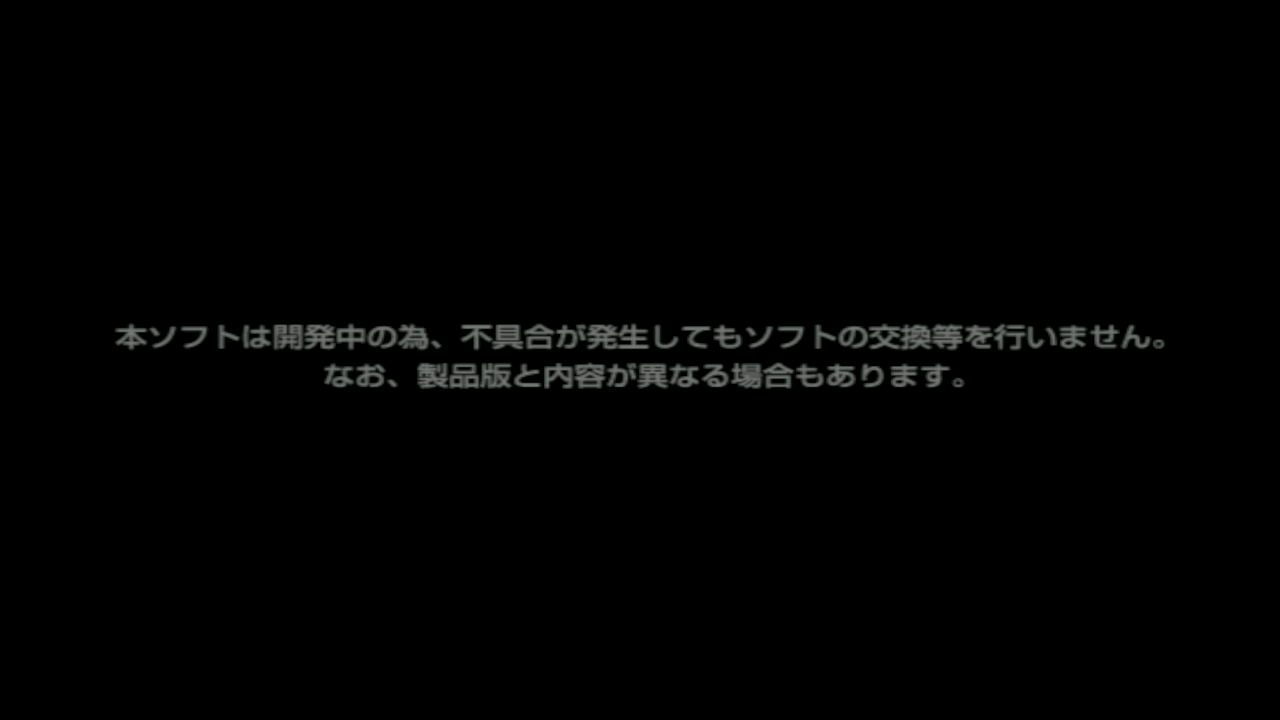 本ソフトは開発中の為、不具合が発生してもソフトの交換等を行いません。
なお、製品版と内容が異なる場合もあります。